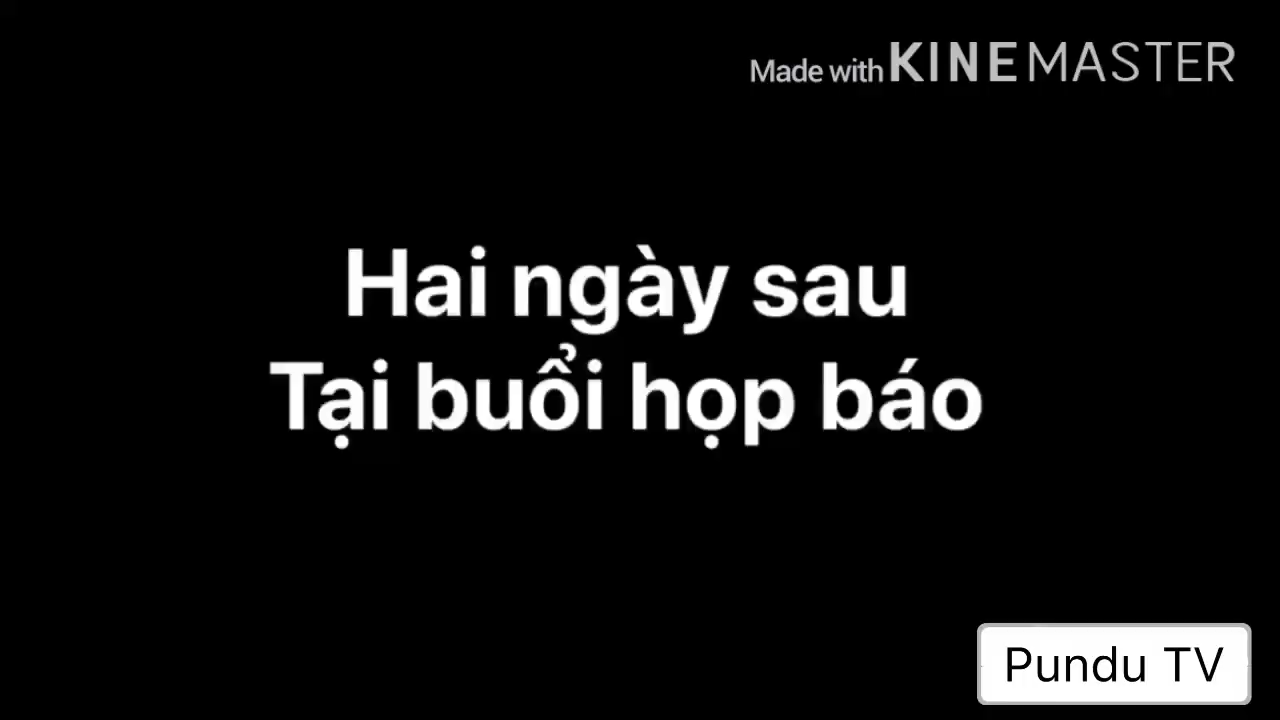 Made with KINEMASTER
Hai ngày sau
Tại buổi họp báo
Pundu TV